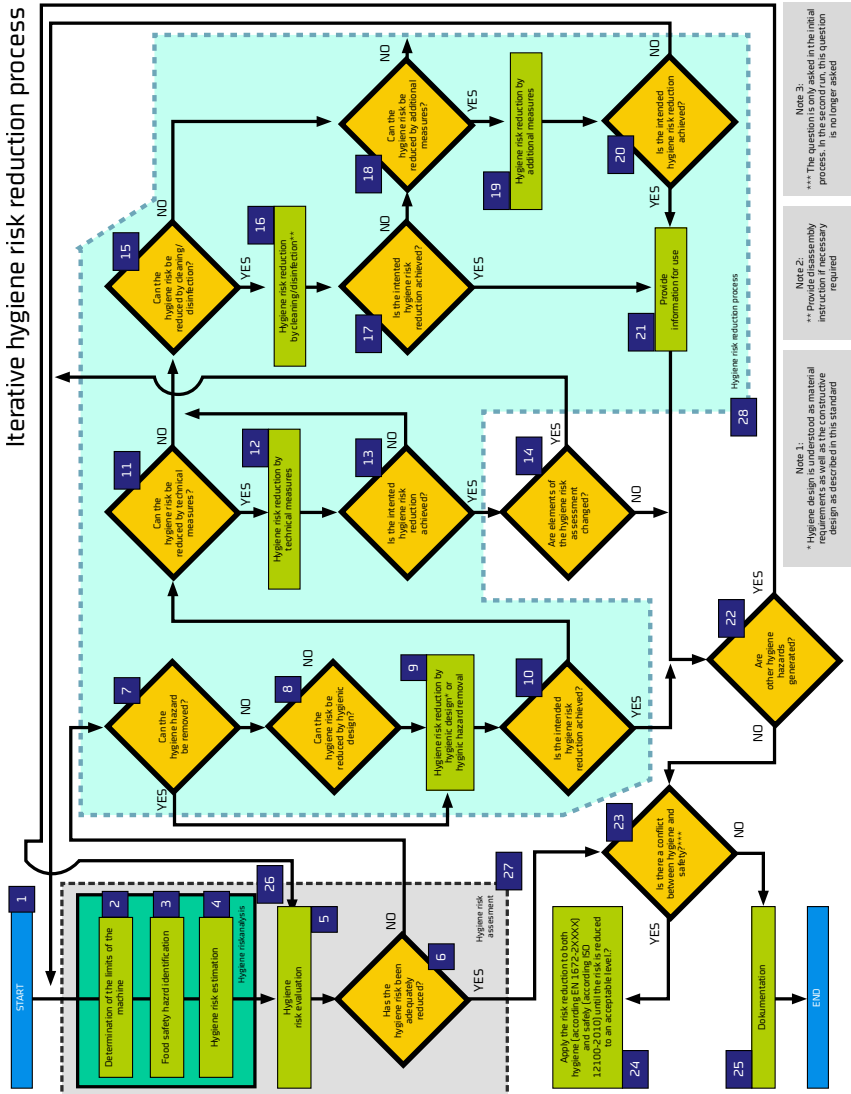 Iterative hygiene risk reduction process
1
START
2
Determination of the limits of the
machine
3
Food safety hazrd identification
4
Hygiene risk estimation
Hygiene riskanalysis
26
5
Hygiene
risk evaluation
6
Has the
hygiene risk been
adequately
reduced?
NO
YES
Hygiene risk
assesment
27
7
Can the
hygiene hazard
be removed?
YES
NO
8
Can the
hygiene risk be
reduced by hygienic
design?
NO
9
Hygiene risk reduction by
hygienic design* or
hyginic hazard removal
10
Is the intended
hygiene risk
reduction achieved?
YES
11
Can the
hygiene risk be
reduced by technical
measures?
NO
YES
12
Hygiene risk reduction by
technical measures
13
Is the intented
hygiene risk
reduction
achieved?
NO
YES
14
Are elements of
the hygiene risk
assessment
changed?
YES
NO
15
Can the
hygiene risk be
reduced by cleaning/
disinfection?
NO
YES
16
Hygiene risk reduction
by cleaning/disinfection**
17
Is the intented
hygiene risk
reduction achieved?
NO
YES
18
Can the
hygiene risk be
reduced by additional
measures?
NO
YES
19
Hygiene risk reduction by
additional measures
20
Is the intended
hygiene risk reduction
achieved?
NO
YES
21
Provide
information for use
Hygiene risk reduction process
28
22
Are
other hygiene
hazards
generated?
YES
NO
23
Is there a conflict
between hygiene and
safety?***
YES
NO
24
Apply the risk reduction to both
hygiene [according EN 1672-2XXXX]
and safely [according ISO
12100-2010] until the risk is reduced
to an acceptable level.?
25
Dokumentation
END
Note 1:
* Hygiene design is understood as material
requirements as well as the constructive
design as described in this standard
Note 2:
** Provide disassembly
instruction if necessary
required
Note 3:
*** The question is only asked in the initial
process. In the second run, this question
is no longer asked